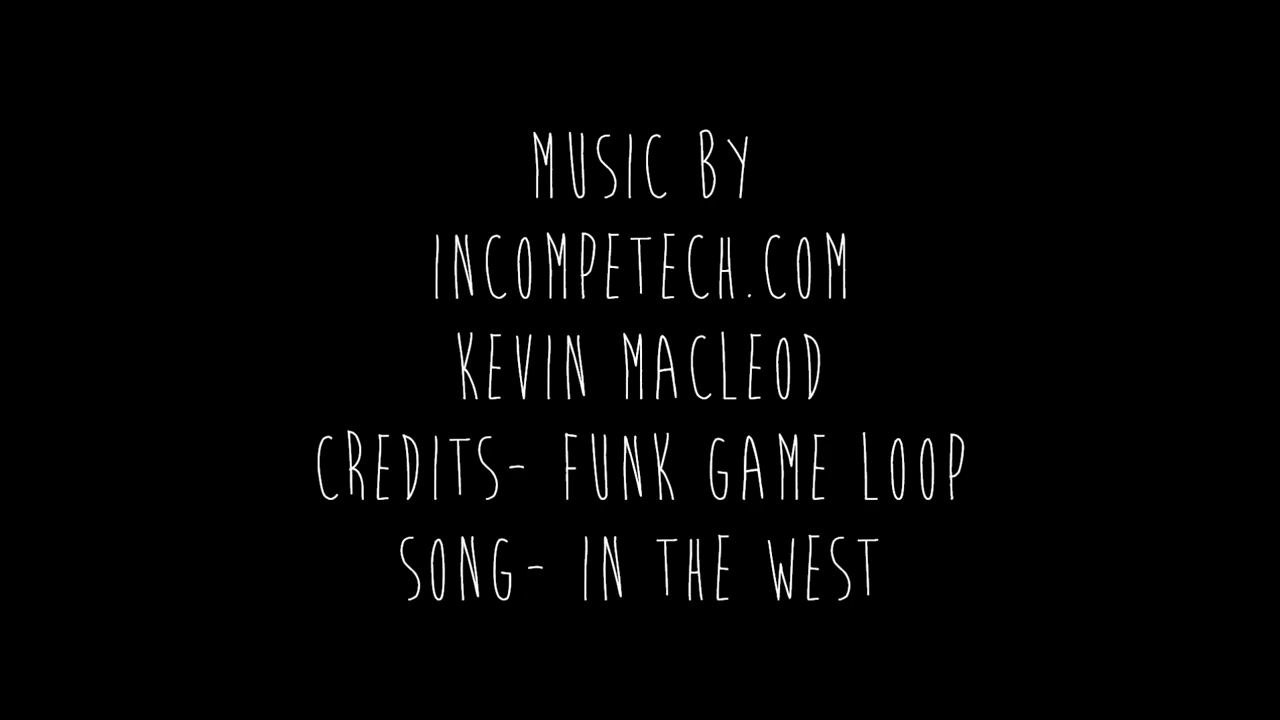 MUSIC BY
INCOMPETECH.COM
KEVIN MACLEOD
CREDITS- FUNK GAME LOOP
SONG- IN THE WEST